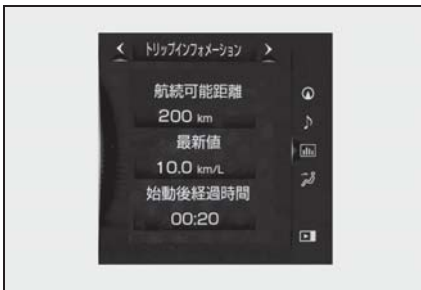 トリップインフォメーション
航続可能距離
200 km
最新値
10.0 km/L
始動後経過時間
00:20